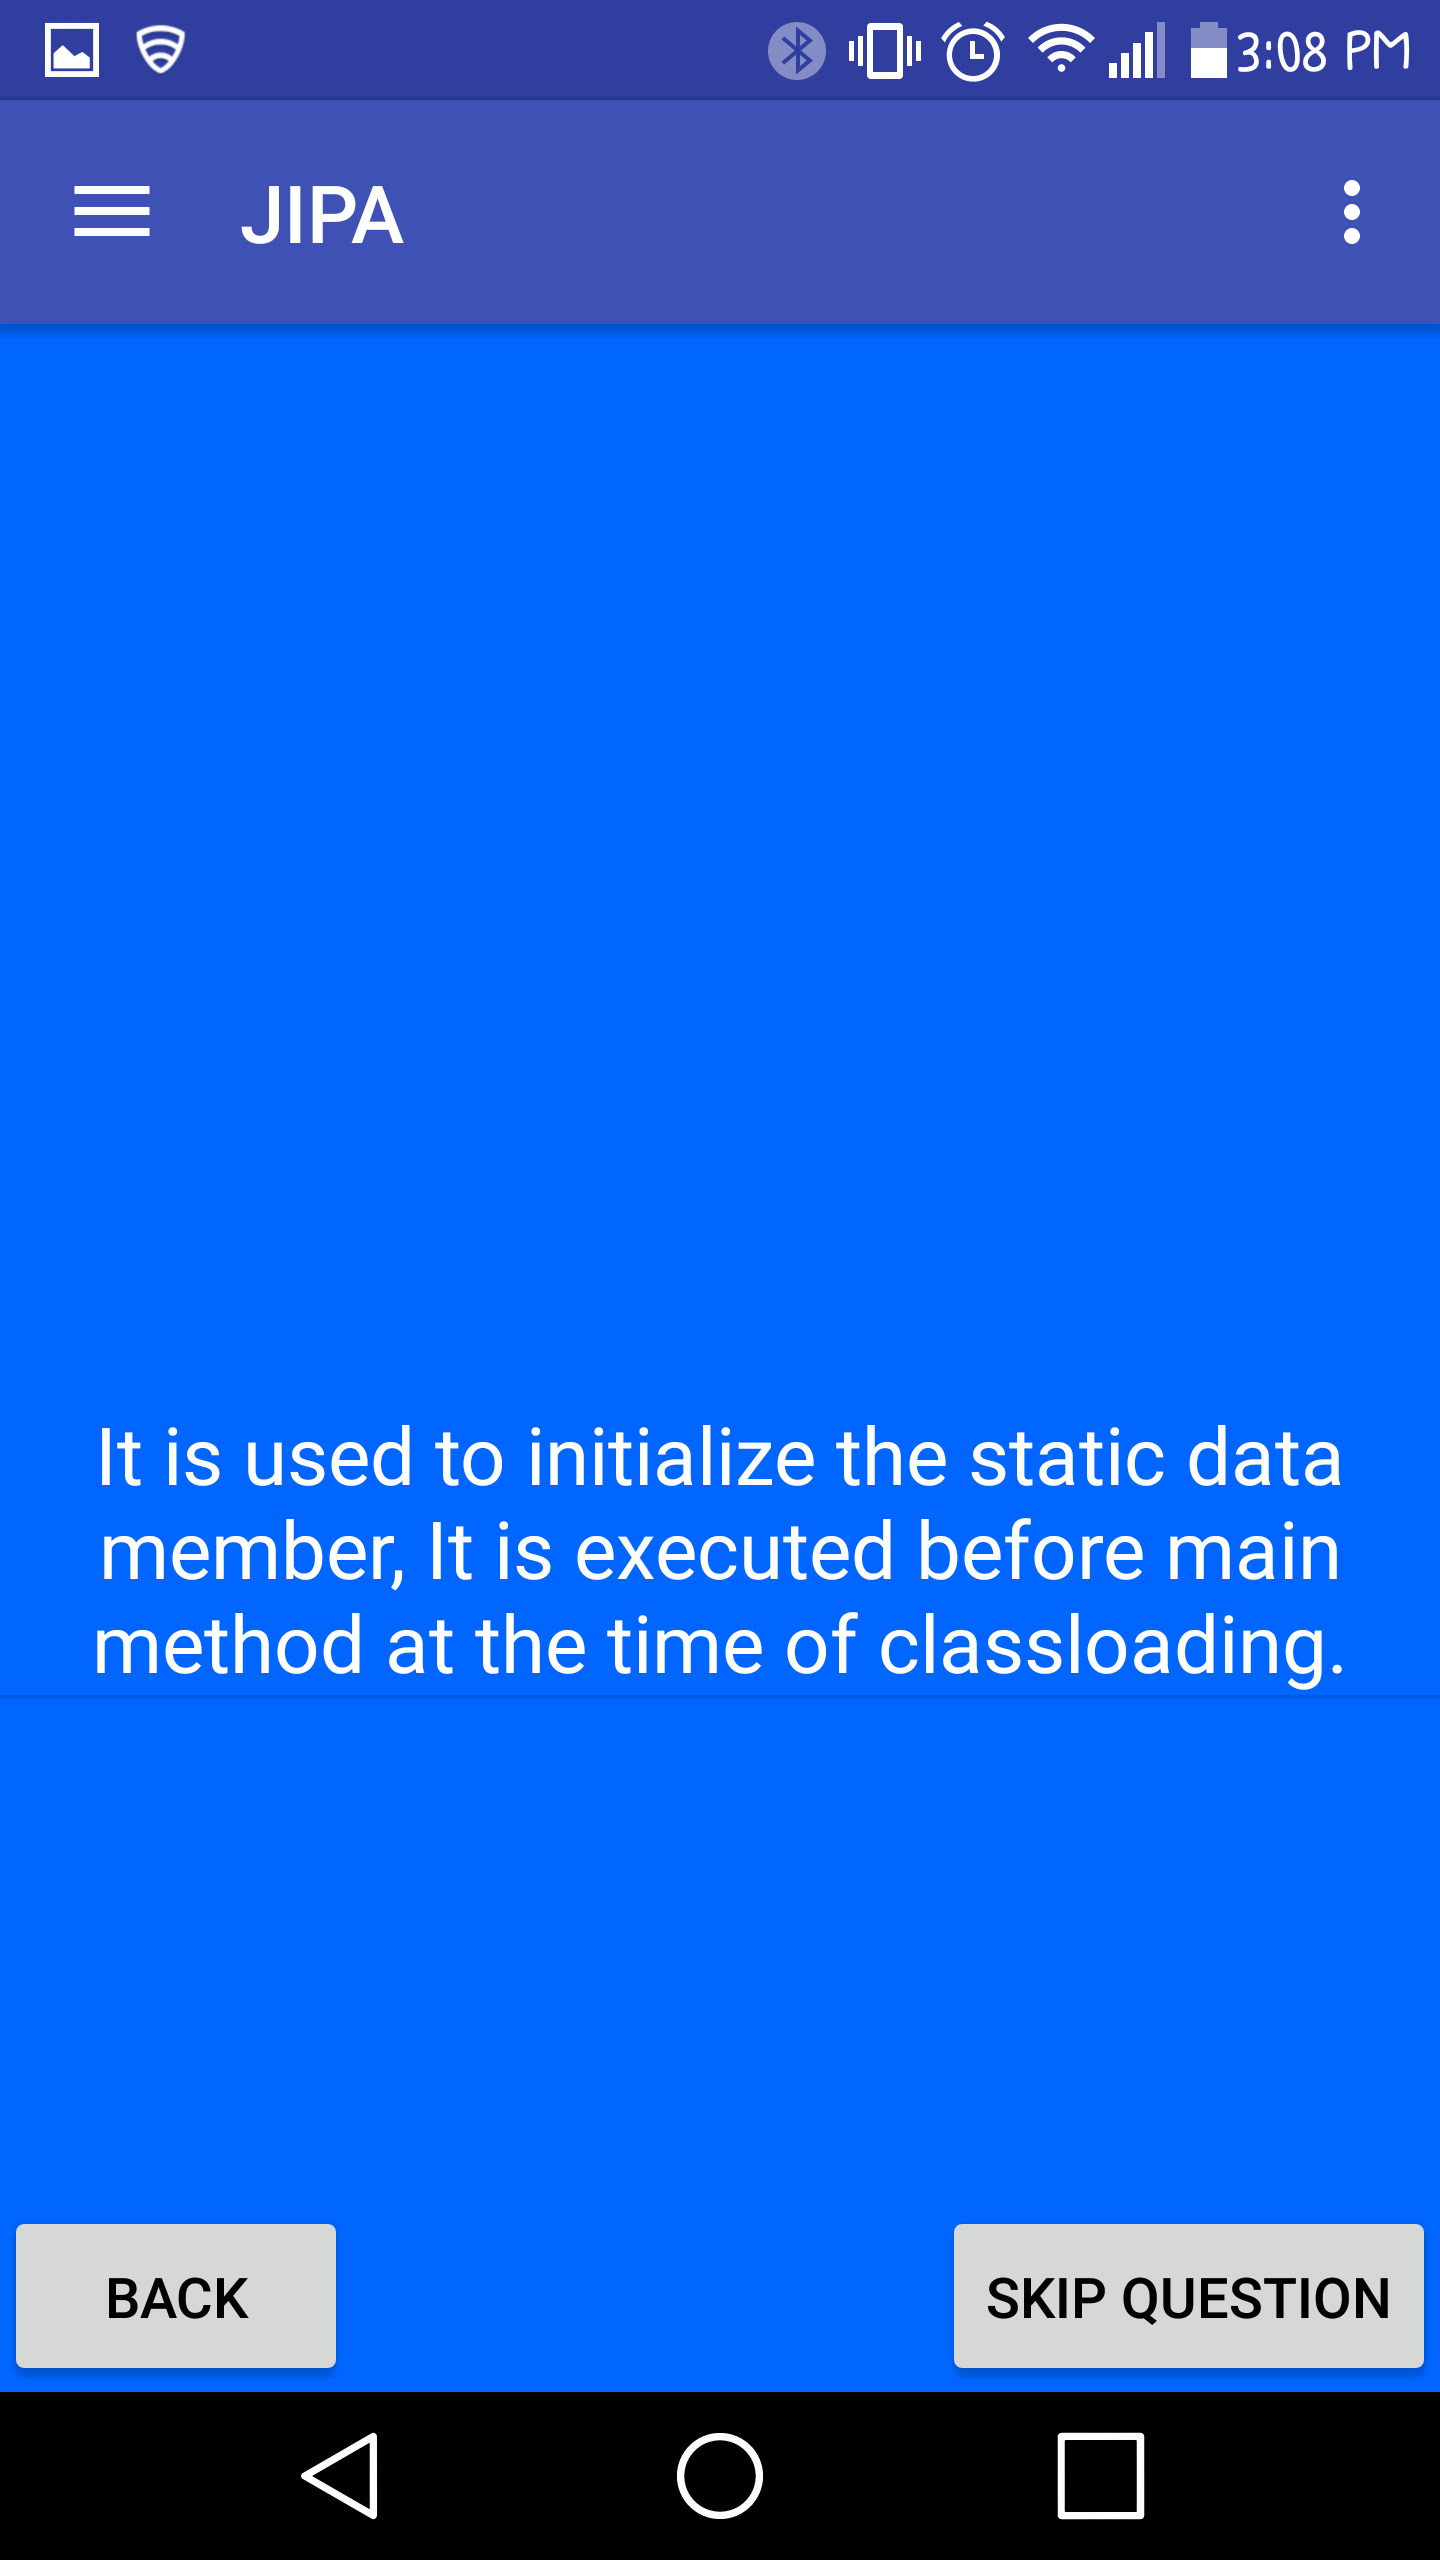 3:08 PM
JIPA
It is used to initialize the static data
member, It is executed before main
method at the time of classloading.
BACK
SKIP QUESTION